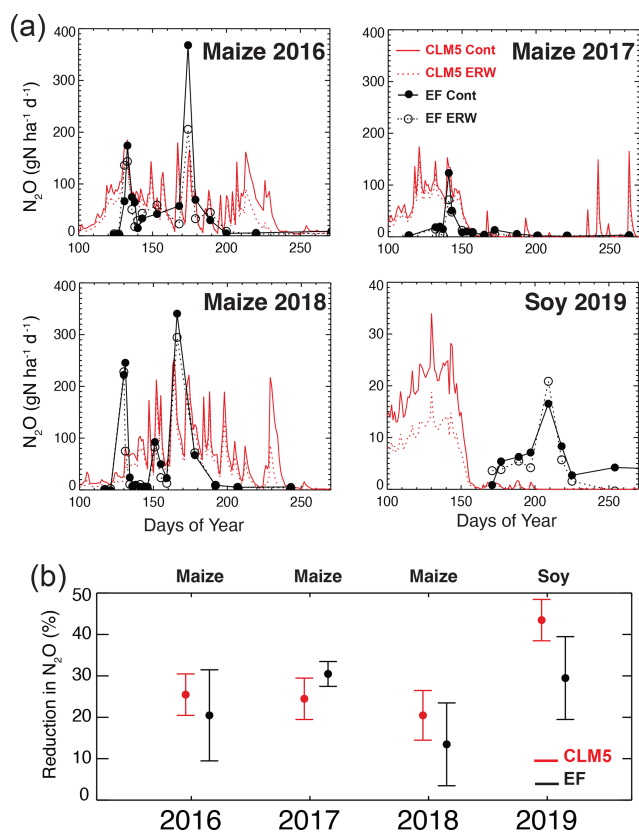 (a)
Maize 2016
Maize 2017
CLM5 Cont
CLM5 ERW
EF Cont
EF ERW
N₂O (gN ha⁻¹ d⁻¹)
400
300
200
100
0
100 150 200 250
400
300
200
100
0
100 150 200 250
Maize 2018
Soy 2019
N₂O (gN ha⁻¹ d⁻¹)
400
300
200
100
0
100 150 200 250
Days of Year
40
30
20
10
0
100 150 200 250
Days of Year
(b)
Maize Maize Maize Soy
Reduction in N₂O (%)
50
40
30
20
10
0
CLM5
EF
2016 2017 2018 2019